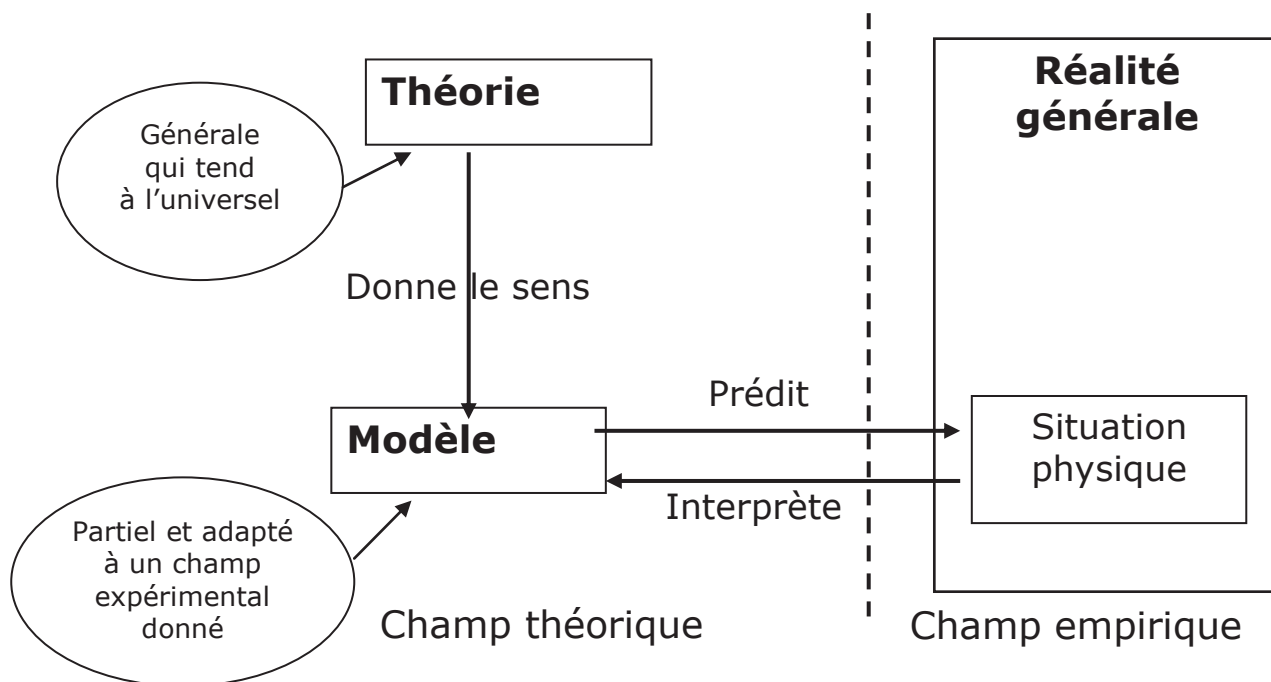 Théorie
Générale
qui tend
à l’universel
Donne le sens
Modèle
Partiel et adapté
à un champ
expérimental
donné
Champ théorique
Prédit
Interprète
Réalité
générale
Situation
physique
Champ empirique